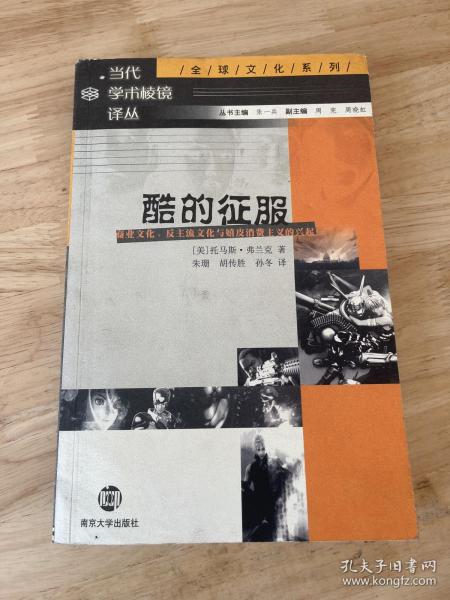 当代
学术棱镜
译丛
/全/球/文/化/系/列/
丛书主编 朱一兵 副主编 周宪 周晓虹
酷的征服
商业文化、反主流文化与嬉皮消费主义的兴起
[美]托马斯·弗兰克 著
朱珊 胡传胜 孙冬 译
南京大学出版社
孔夫子旧书网
www.kongfz.com